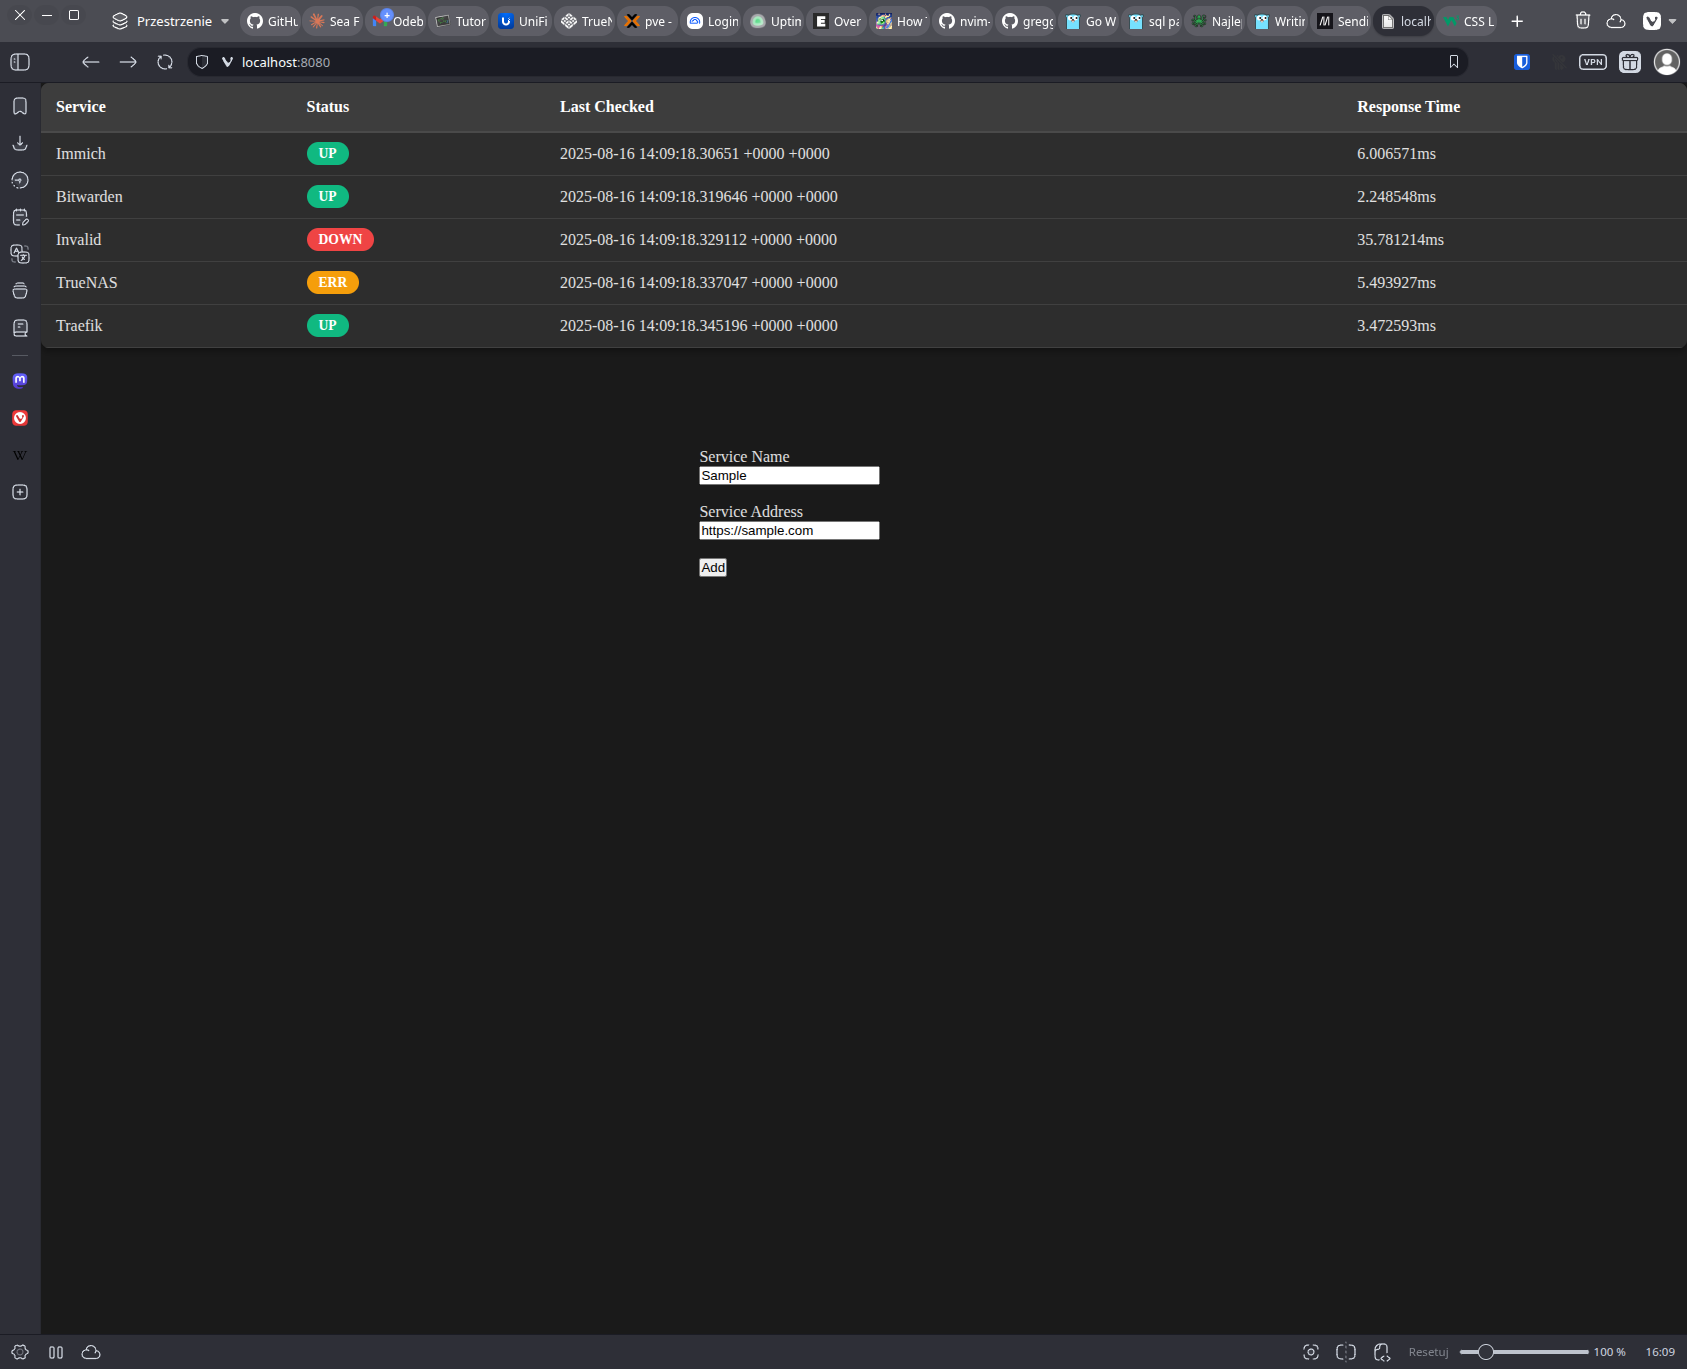 Przestrzenie GitHu Sea F Odeb Tutor UniFi TrueN pve - Login Uptin Over How nvim- grego Go W sql pa Najle Writin Sendi localh CSS L
localhost:8080
VPN
Service Status Last Checked Response Time
Immich UP 2025-08-16 14:09:18.30651 +0000 +0000 6.006571ms
Bitwarden UP 2025-08-16 14:09:18.319646 +0000 +0000 2.248548ms
Invalid DOWN 2025-08-16 14:09:18.329112 +0000 +0000 35.781214ms
TrueNAS ERR 2025-08-16 14:09:18.337047 +0000 +0000 5.493927ms
Traefik UP 2025-08-16 14:09:18.345196 +0000 +0000 3.472593ms
Service Name
Sample
Service Address
https://sample.com
Add
Resetuj 100 % 16:09